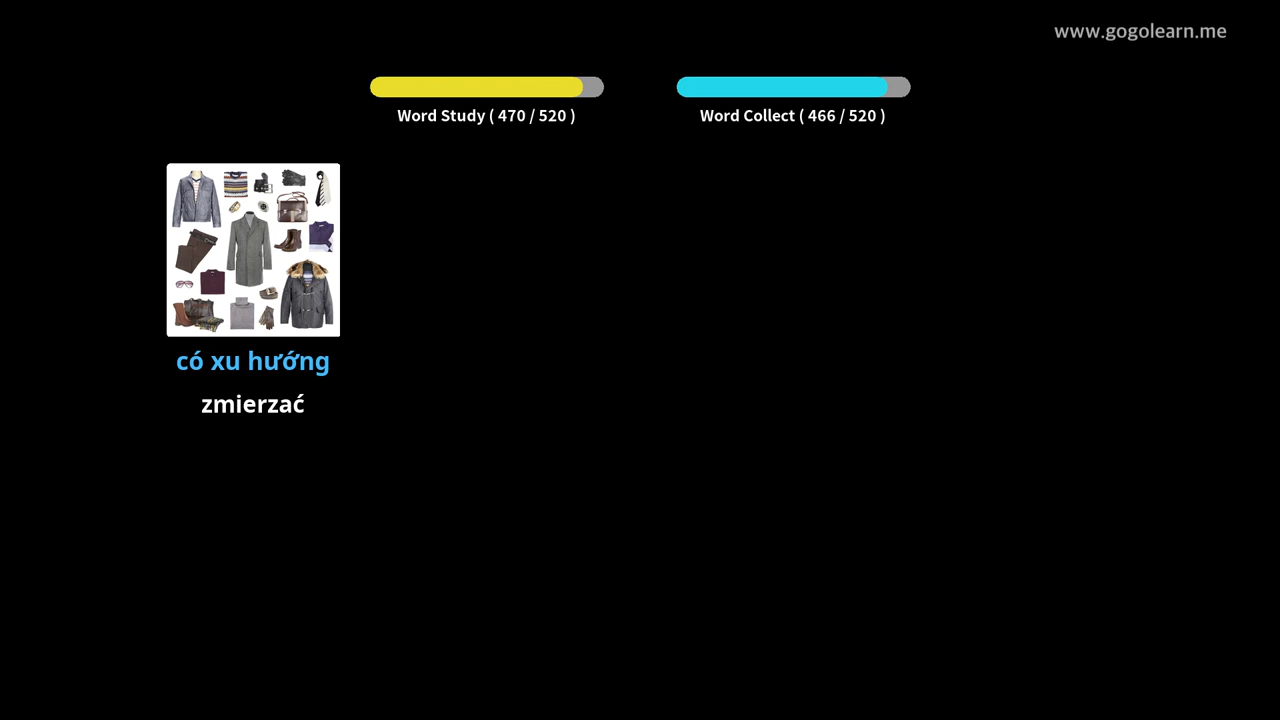 www.gogolearn.me
Word Study ( 470 / 520 )
Word Collect ( 466 / 520 )
có xu hướng
zmierzać